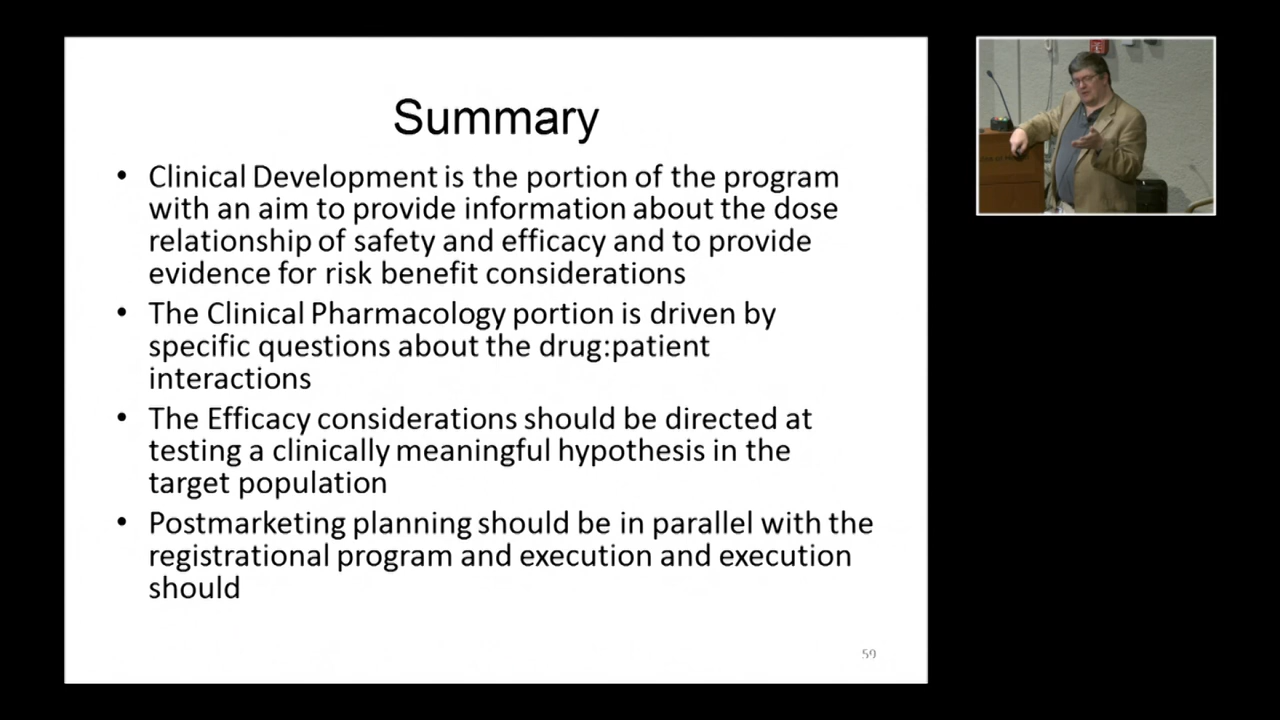 Summary
• Clinical Development is the portion of the program
with an aim to provide information about the dose
relationship of safety and efficacy and to provide
evidence for risk benefit considerations
• The Clinical Pharmacology portion is driven by
specific questions about the drug:patient
interactions
• The Efficacy considerations should be directed at
testing a clinically meaningful hypothesis in the
target population
• Postmarketing planning should be in parallel with the
registrational program and execution and execution
should
59